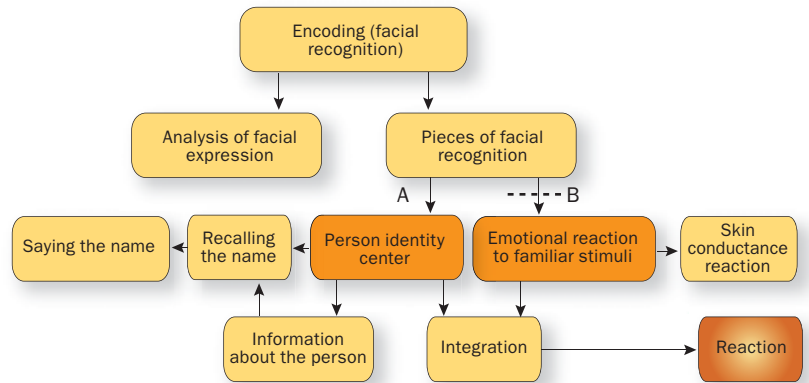 Encoding (facial
recognition)
Analysis of facial
expression
Pieces of facial
recognition
A
B
Saying the name
Recalling
the name
Person identity
center
Emotional reaction
to familiar stimuli
Skin
conductance
reaction
Information
about the person
Integration
Reaction